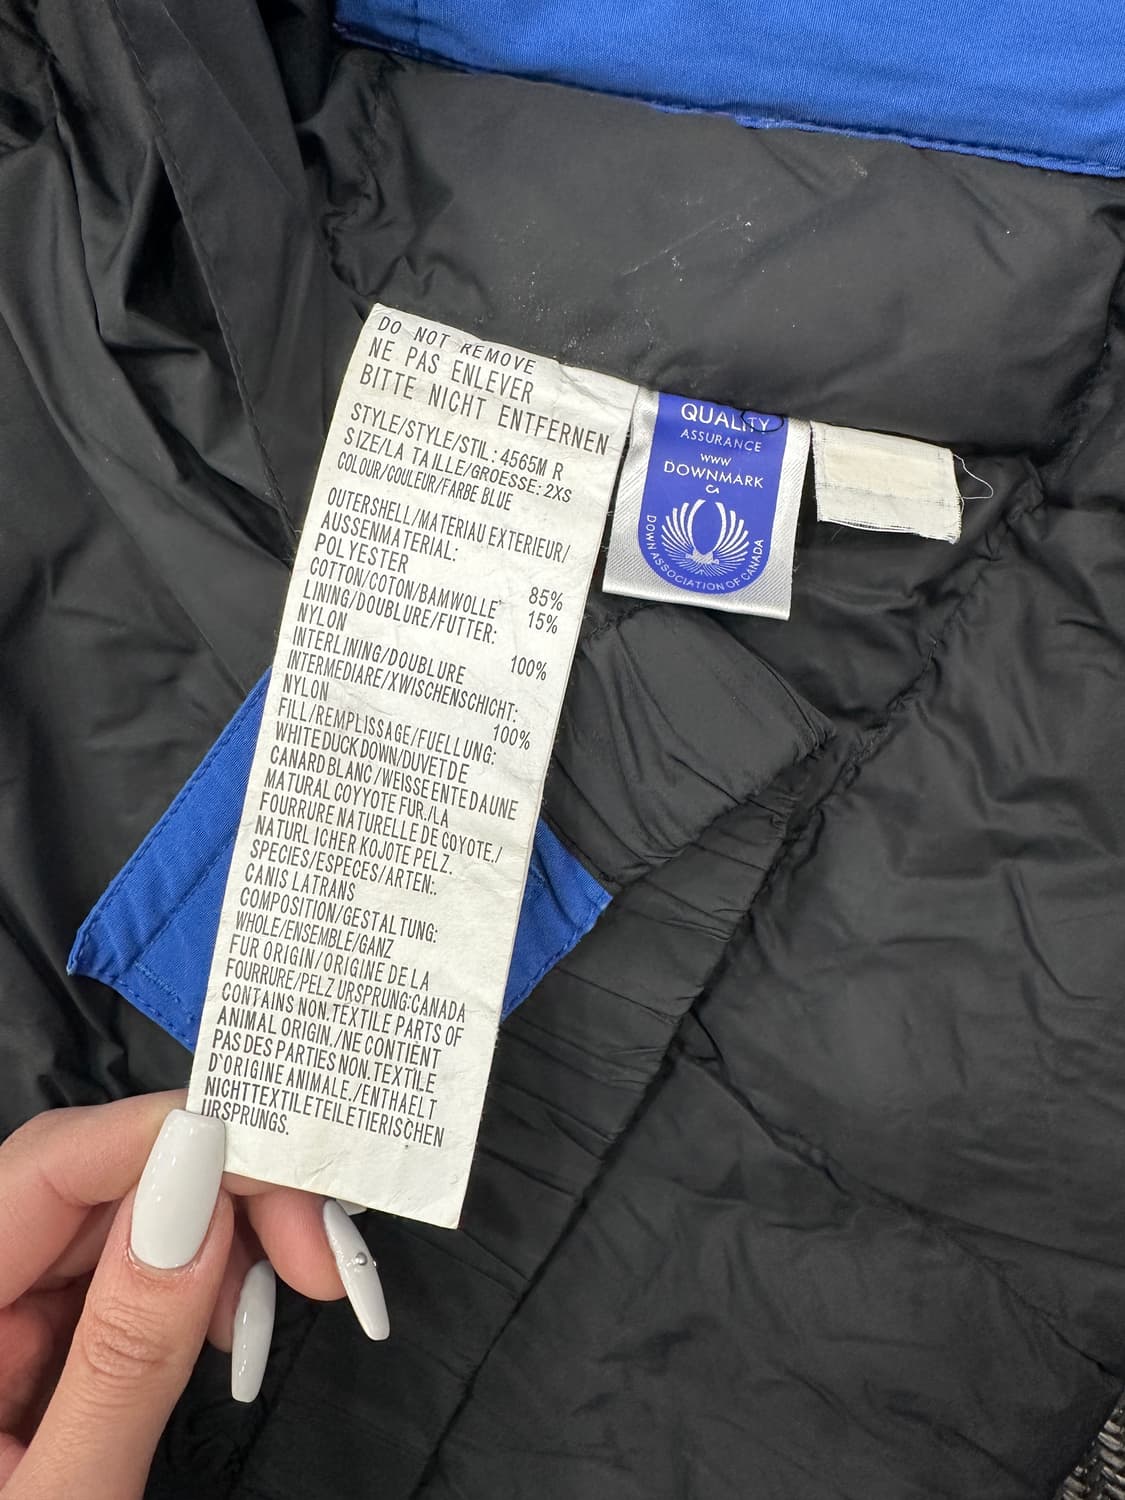 DO NOT REMOVE
NE PAS ENLEVER
BITTE NICHT ENTFERNEN
STYLE/STYLE/STIL: 4565M R
SIZE/LA TAILLE/GROESSE: 2XS
COLOUR/COULEUR/FARBE BLUE
OUTERSHELL/MATERIAU EXTERIEUR/
AUSSENMATERIAL:
POLYESTER 85%
COTTON/COTON/BAMWOLLE 15%
LINING/DOUBLURE/FUTTER:
NYLON 100%
INTERLINING/DOUBLURE
INTERMEDIARE/XWISCHENSCHICHT:
NYLON 100%
FILL/REMPLISSAGE/FUELLUNG:
WHITE DUCK DOWN/DUVET DE
CANARD BLANC/WEISSE ENTE DAUNE
MATURAL COYYOTE FUR./LA
FOURRURE NATURELLE DE COYOTE./
NATURLICHER KOJOTE PELZ.
SPECIES/ESPECES/ARTEN:.
CANIS LATRANS
COMPOSITION/GESTALTUNG:
WHOLE/ENSEMBLE/GANZ
FUR ORIGIN/ORIGINE DE LA
FOURRURE/PELZ URSPRUNG:CANADA
CONTAINS NON.TEXTILE PARTS OF
ANIMAL ORIGIN./NE CONTIENT
PAS DES PARTIES NON.TEXTILE
D'ORIGINE ANIMALE./ENTHAELT
NICHTTEXTILETEILETIERISCHEN
URSPRUNGS.
QUALITY
ASSURANCE
www
DOWNMARK
CA
DOWN ASSOCIATION OF CANADA